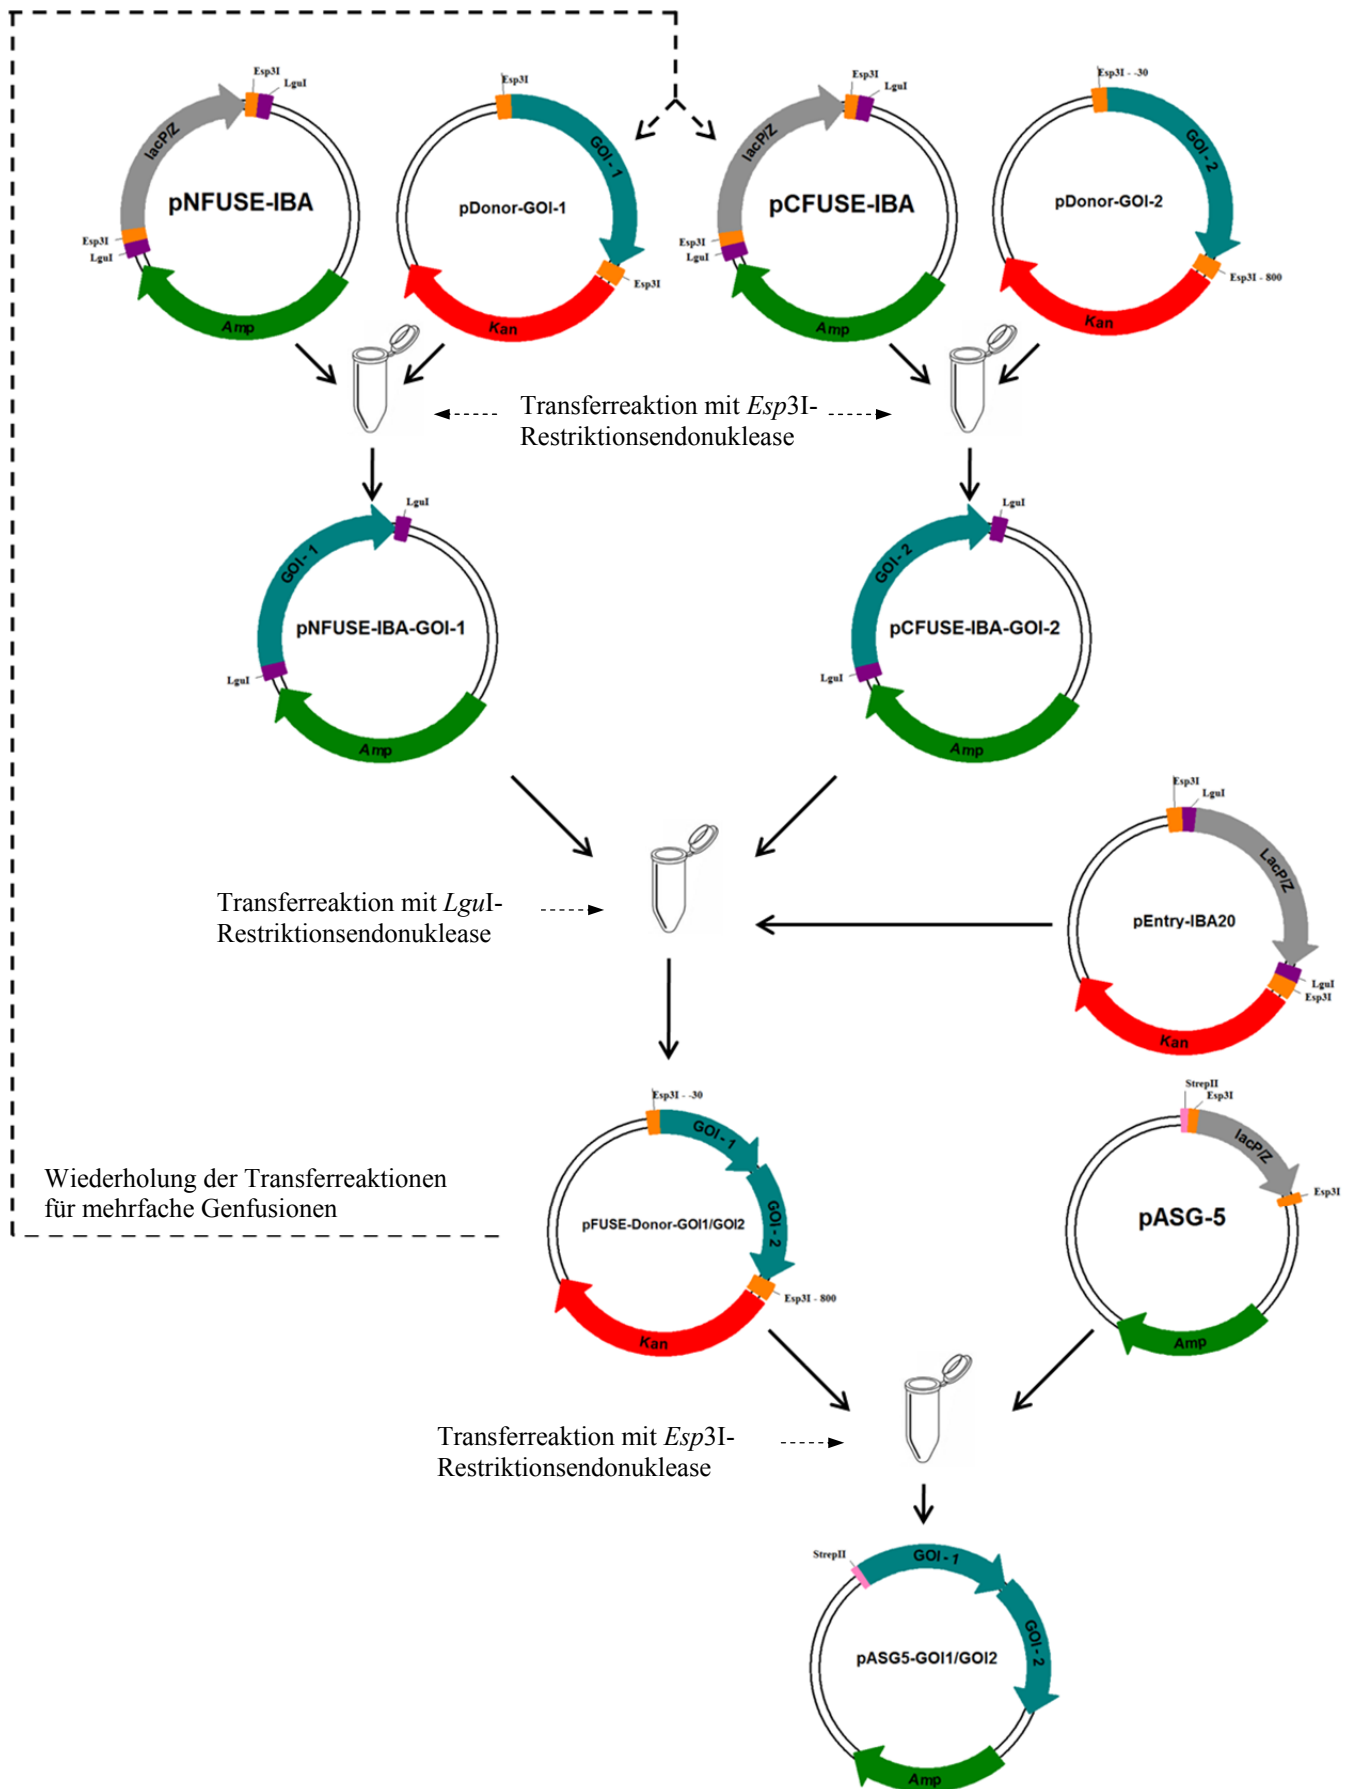 Esp3I
LguI
lacP/Z
pNFUSE-IBA
Esp3I
LguI
Amp
Esp3I
GOI - 1
pDonor-GOI-1
Esp3I
Kan
Esp3I
LguI
lacP/Z
pCFUSE-IBA
Esp3I
LguI
Amp
Esp3I - -30
GOI - 2
pDonor-GOI-2
Esp3I - 800
Kan
Transferreaktion mit Esp3I-
Restriktionsendonuklease
LguI
GOI - 1
pNFUSE-IBA-GOI-1
LguI
Amp
LguI
GOI - 2
pCFUSE-IBA-GOI-2
LguI
Amp
Esp3I
LguI
LacP/Z
pEntry-IBA20
LguI
Esp3I
Kan
Transferreaktion mit LguI-
Restriktionsendonuklease
Esp3I - -30
GOI - 1
GOI - 2
pFUSE-Donor-GOI1/GOI2
Esp3I - 800
Kan
StrepII
Esp3I
lacP/Z
Esp3I
pASG-5
Amp
Wiederholung der Transferreaktionen
für mehrfache Genfusionen
Transferreaktion mit Esp3I-
Restriktionsendonuklease
StrepII
GOI - 1
GOI - 2
pASG5-GOI1/GOI2
Amp